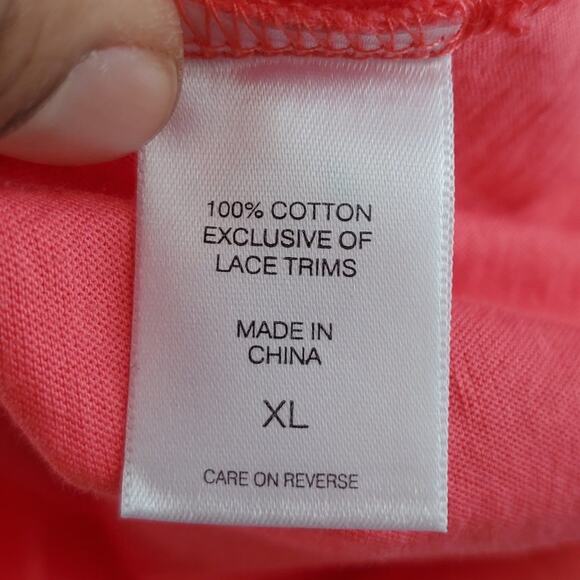 100% COTTON
EXCLUSIVE OF
LACE TRIMS
MADE IN
CHINA
XL
CARE ON REVERSE